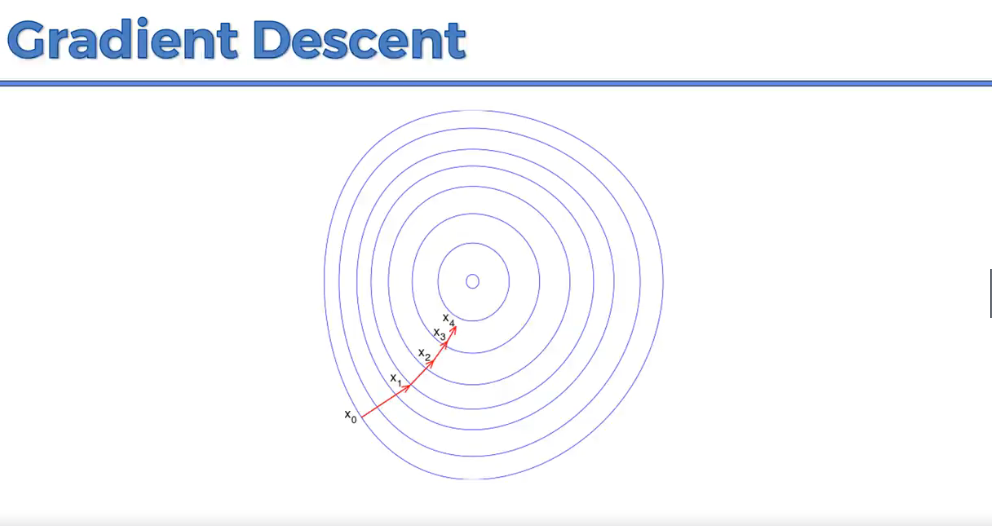 Gradient Descent
x4
x3
x2
x1
x0